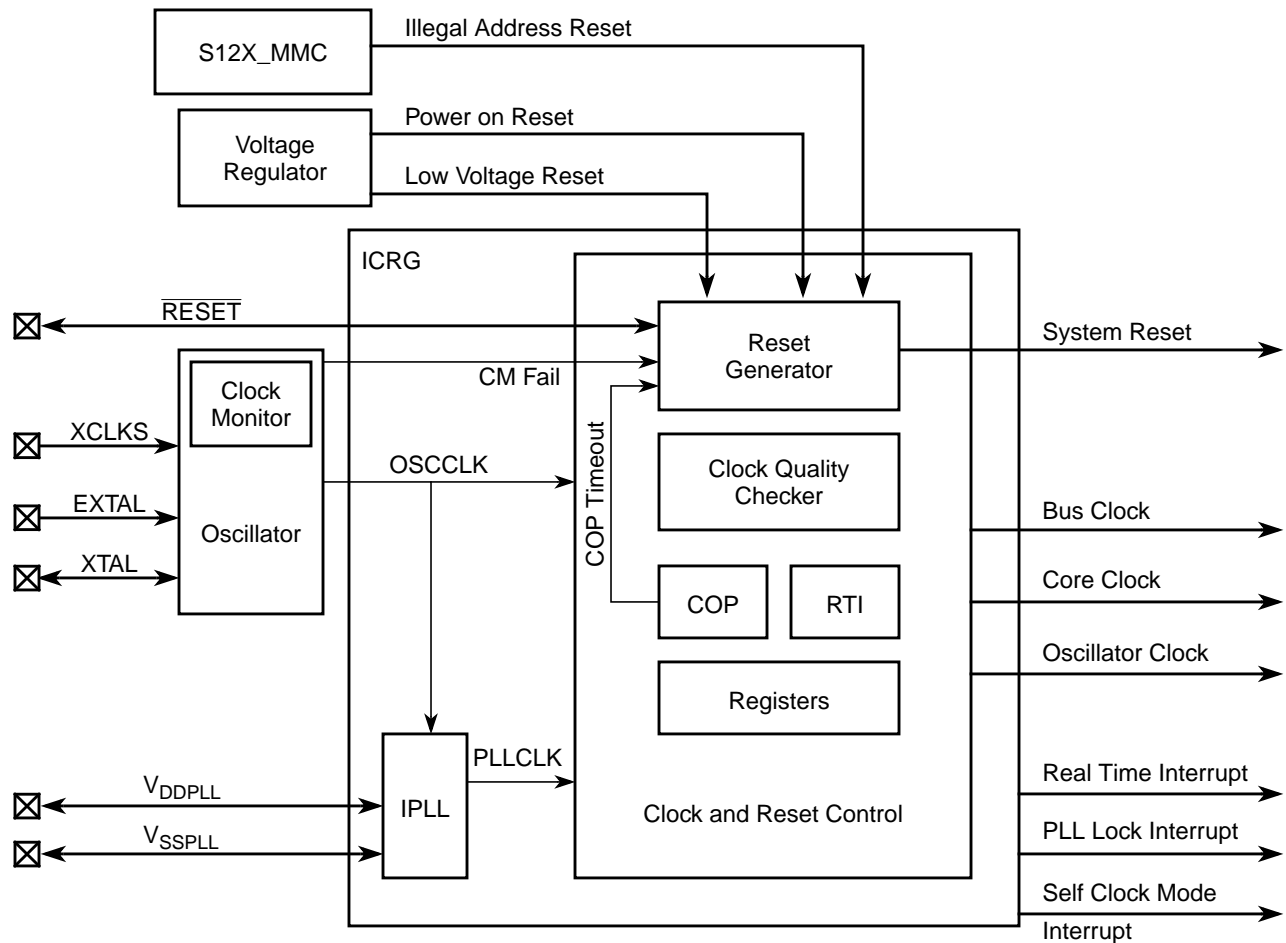 Illegal Address Reset
S12X_MMC
Power on Reset
Voltage
Regulator
Low Voltage Reset
ICRG
RESET
Reset
Generator
System Reset
CM Fail
Clock
Monitor
XCLKS
OSCCLK
COP Timeout
Clock Quality
Checker
EXTAL
Oscillator
Bus Clock
XTAL
COP
RTI
Core Clock
Oscillator Clock
Registers
PLLCLK
Real Time Interrupt
VDDPLL
IPLL
Clock and Reset Control
PLL Lock Interrupt
VSSPLL
Self Clock Mode
Interrupt